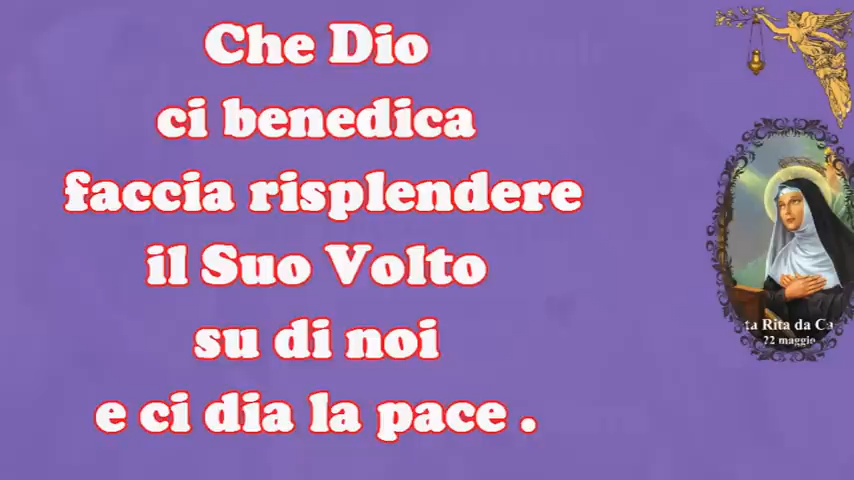 Che Dio
ci benedica
faccia risplendere
il Suo Volto
su di noi
e ci dia la pace .
ta Rita da Ca
22 maggio